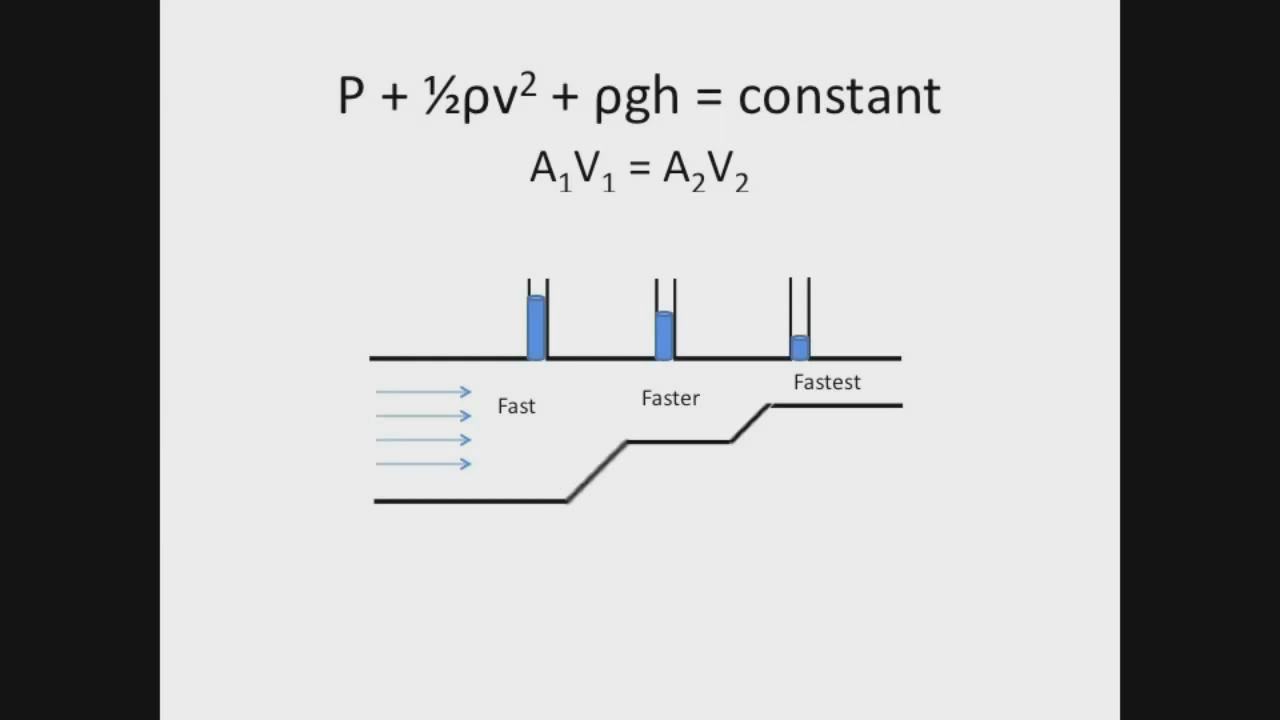 P + ½ρv² + ρgh = constant
A₁V₁ = A₂V₂
Fast
Faster
Fastest